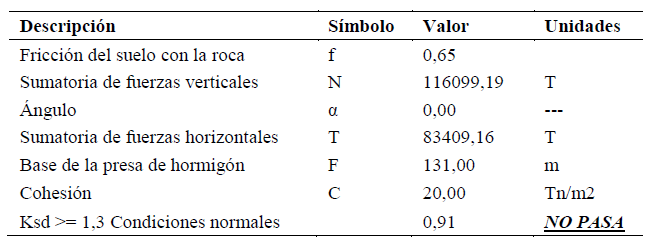 Descripción Símbolo Valor Unidades
Fricción del suelo con la roca f 0,65
Sumatoria de fuerzas verticales N 116099,19 T
Ángulo α 0,00 ---
Sumatoria de fuerzas horizontales T 83409,16 T
Base de la presa de hormigón F 131,00 m
Cohesión C 20,00 Tn/m2
Ksd >= 1,3 Condiciones normales 0,91 NO PASA